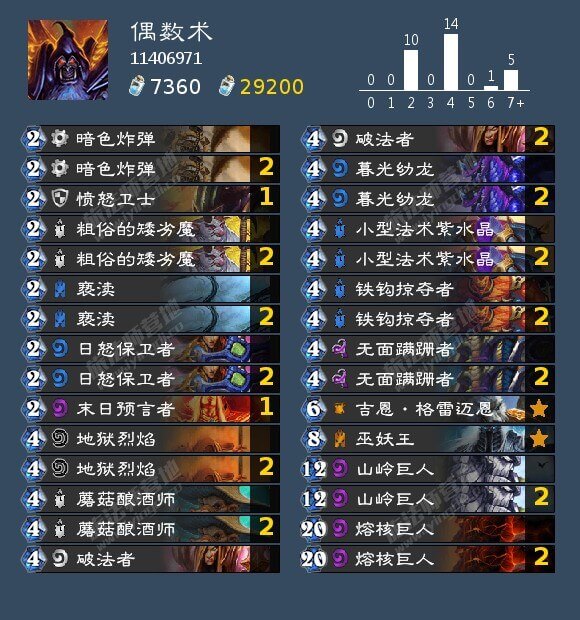 偶数术
11406971
7360 29200
0 0 10 0 14 0 1 5
0 1 2 3 4 5 6 7+
2 暗色炸弹
2 暗色炸弹 2
2 愤怒卫士 1
2 粗俗的矮劣魔
2 粗俗的矮劣魔 2
2 亵渎
2 亵渎 2
2 日怒保卫者
2 日怒保卫者 2
2 末日预言者 1
4 地狱烈焰
4 地狱烈焰 2
4 蘑菇酿酒师
4 蘑菇酿酒师 2
4 破法者
4 破法者 2
4 暮光幼龙
4 暮光幼龙 2
4 小型法术紫水晶
4 小型法术紫水晶 2
4 铁钩掠夺者
4 铁钩掠夺者 2
4 无面蹒跚者
4 无面蹒跚者 2
6 吉恩·格雷迈恩
8 巫妖王
12 山岭巨人
12 山岭巨人 2
20 熔核巨人
20 熔核巨人 2